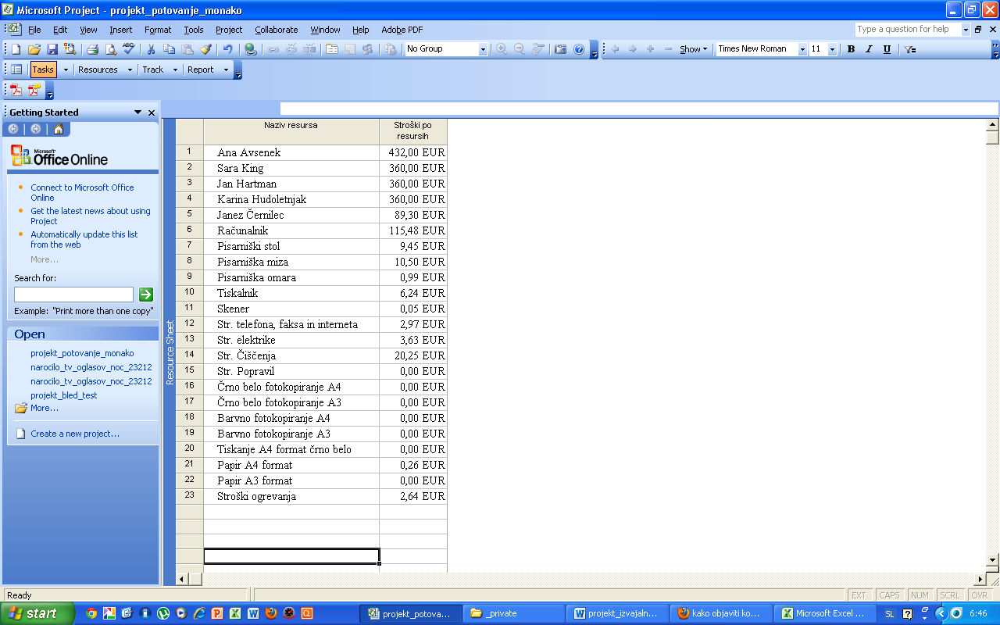 Microsoft Project - projekt_potovanje_monako
File Edit View Insert Format Tools Project Collaborate Window Help Adobe PDF
Type a question for help
No Group
Show
Times New Roman
11
B I U
Tasks Resources Track Report
Getting Started
Microsoft
Office Online
Connect to Microsoft Office
Online
Get the latest news about using
Project
Automatically update this list
from the web
More...
Search for:
Example: "Print more than one copy"
Open
projekt_potovanje_monako
narocilo_tv_oglasov_noc_23212
narocilo_tv_oglasov_noc_23212
projekt_bled_test
More...
Create a new project...
Resource Sheet
Naziv resursa Stroški po
resursih
1 Ana Avsenek 432,00 EUR
2 Sara King 360,00 EUR
3 Jan Hartman 360,00 EUR
4 Karina Hudoletnjak 360,00 EUR
5 Janez Černilec 89,30 EUR
6 Računalnik 115,48 EUR
7 Pisarniški stol 9,45 EUR
8 Pisarniška miza 10,50 EUR
9 Pisarniška omara 0,99 EUR
10 Tiskalnik 6,24 EUR
11 Skener 0,05 EUR
12 Str. telefona, faksa in interneta 2,97 EUR
13 Str. elektrike 3,63 EUR
14 Str. Čiščenja 20,25 EUR
15 Str. Popravil 0,00 EUR
16 Črno belo fotokopiranje A4 0,00 EUR
17 Črno belo fotokopiranje A3 0,00 EUR
18 Barvno fotokopiranje A4 0,00 EUR
19 Barvno fotokopiranje A3 0,00 EUR
20 Tiskanje A4 format črno belo 0,00 EUR
21 Papir A4 format 0,26 EUR
22 Papir A3 format 0,00 EUR
23 Stroški ogrevanja 2,64 EUR
Ready
EXT CAPS NUM SCRL OVR
start
projekt_potova...
_private
projekt_izvajaln...
kako objaviti ko...
Microsoft Excel ...
SL
6:46